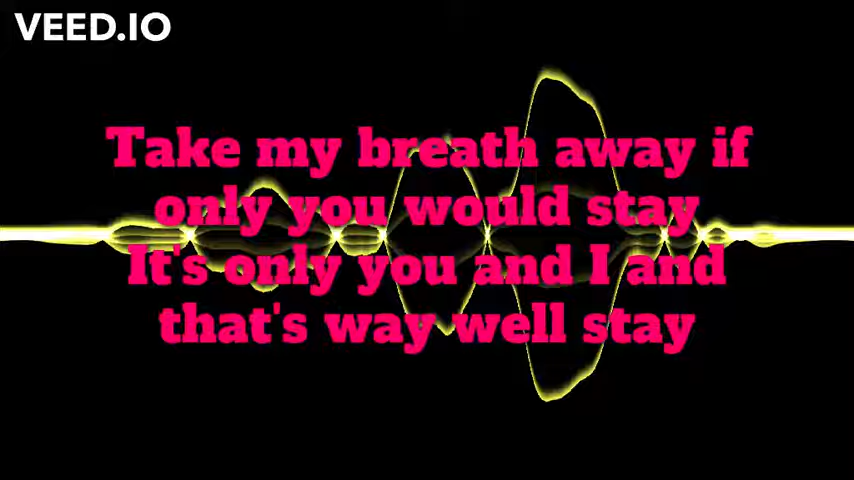 VEED.IO
Take my breath away if
only you would stay
It's only you and I and
that's way well stay